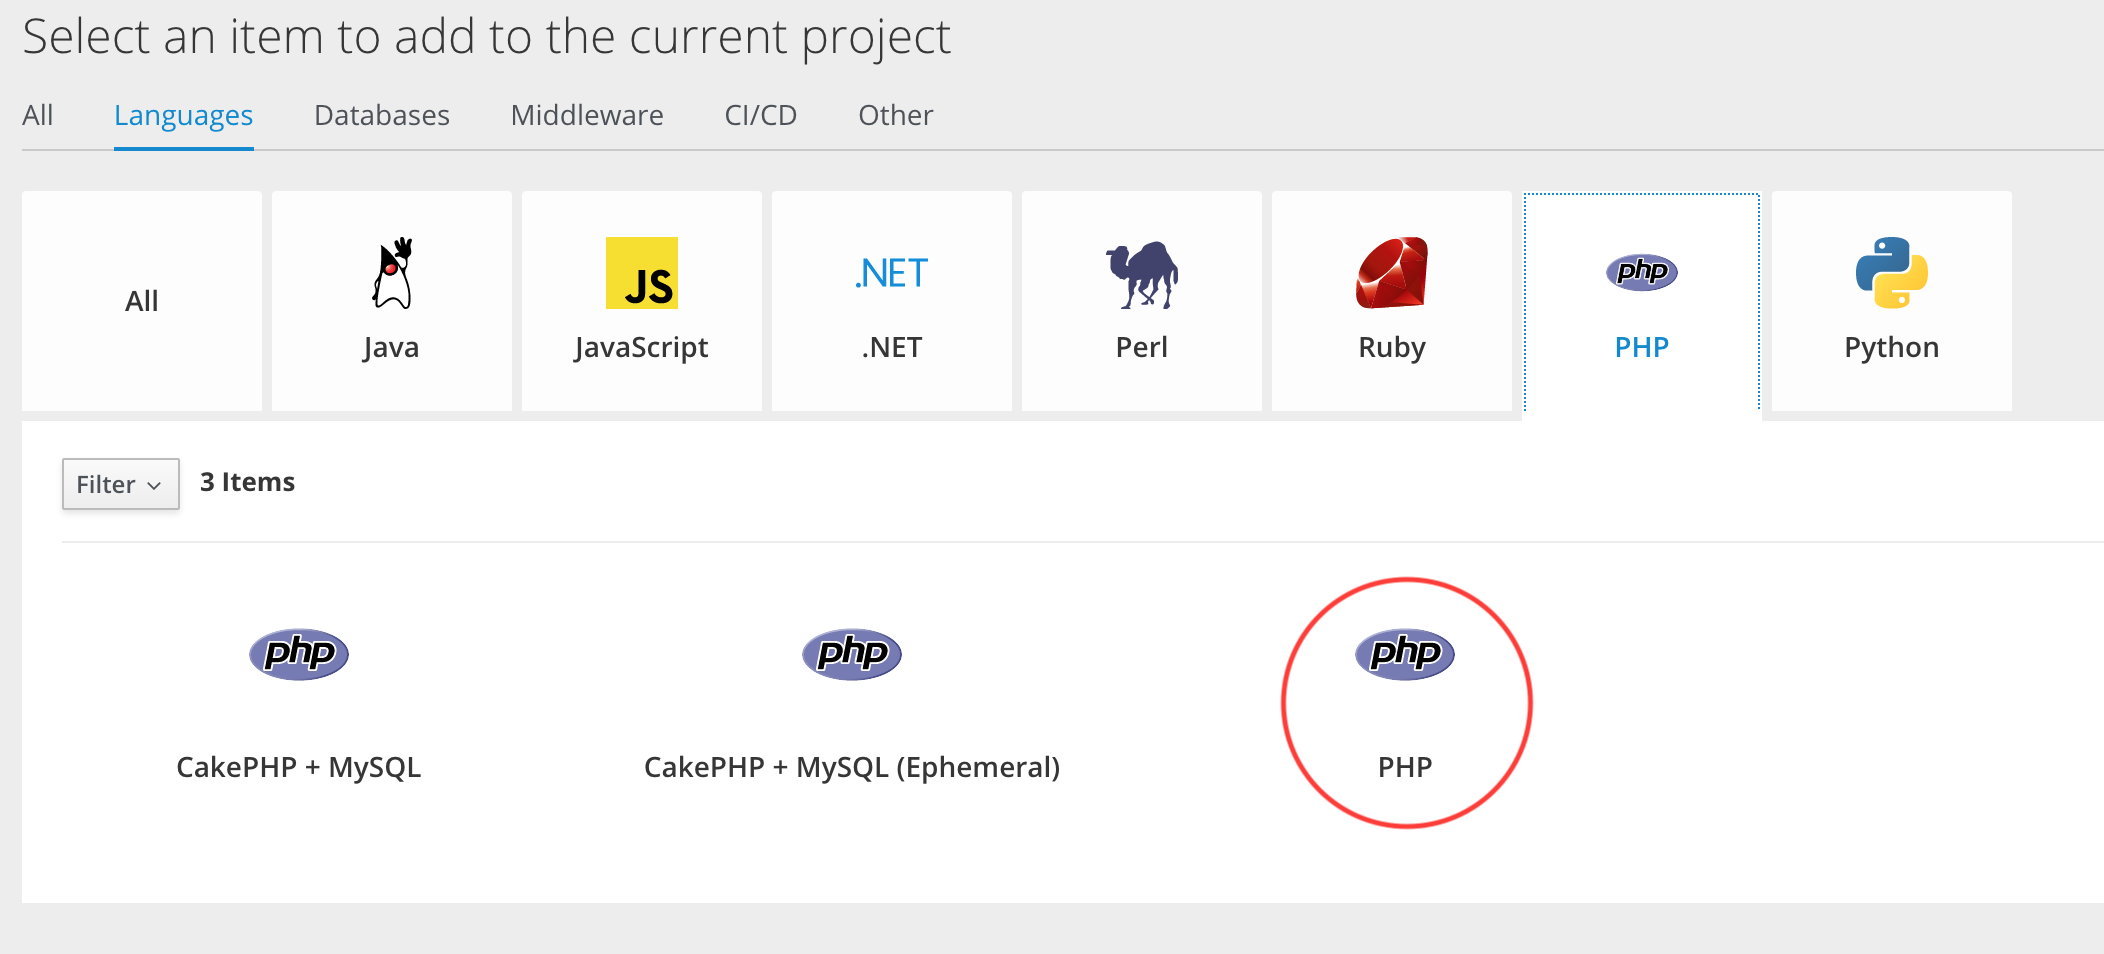 Select an item to add to the current project
All Languages Databases Middleware CI/CD Other
JS .NET php
All Java JavaScript .NET Perl Ruby PHP Python
Filter 3 Items
php php php
CakePHP + MySQL CakePHP + MySQL (Ephemeral) PHP